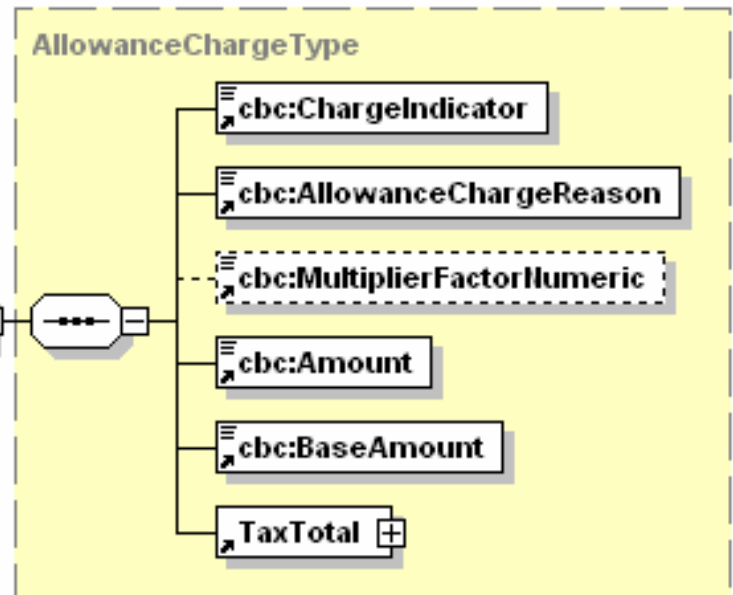 AllowanceChargeType
cbc:ChargeIndicator
cbc:AllowanceChargeReason
cbc:MultiplierFactorNumeric
cbc:Amount
cbc:BaseAmount
TaxTotal